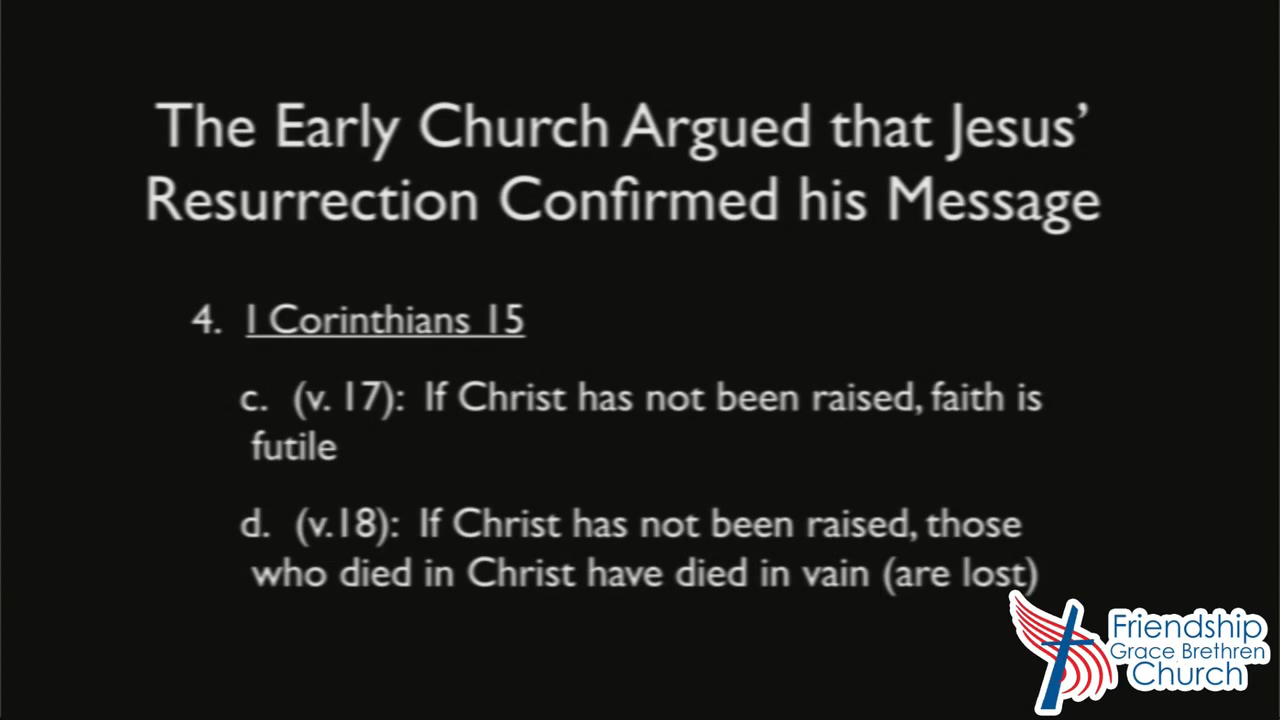 The Early Church Argued that Jesus’
Resurrection Confirmed his Message
4. I Corinthians 15
c. (v. 17): If Christ has not been raised, faith is
futile
d. (v.18): If Christ has not been raised, those
who died in Christ have died in vain (are lost)
Friendship
Grace Brethren
Church